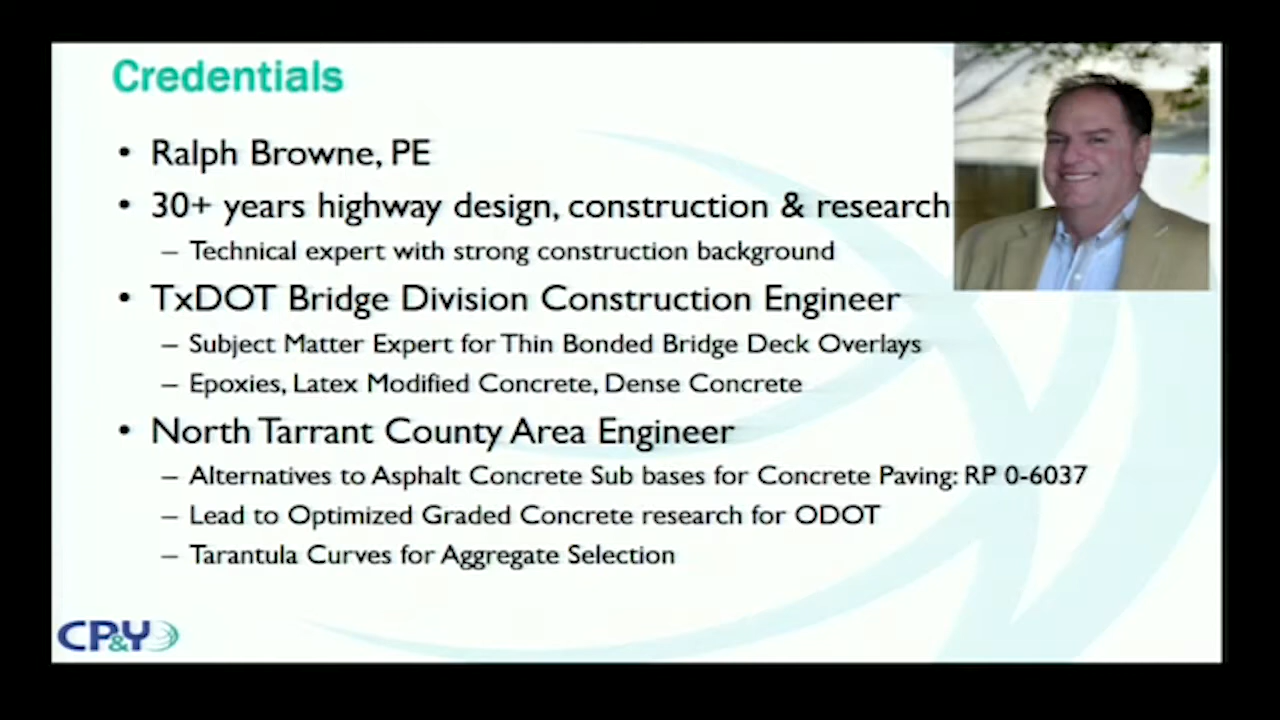 Credentials
• Ralph Browne, PE
• 30+ years highway design, construction & research
– Technical expert with strong construction background
• TxDOT Bridge Division Construction Engineer
– Subject Matter Expert for Thin Bonded Bridge Deck Overlays
– Epoxies, Latex Modified Concrete, Dense Concrete
• North Tarrant County Area Engineer
– Alternatives to Asphalt Concrete Sub bases for Concrete Paving: RP 0-6037
– Lead to Optimized Graded Concrete research for ODOT
– Tarantula Curves for Aggregate Selection
CP&Y